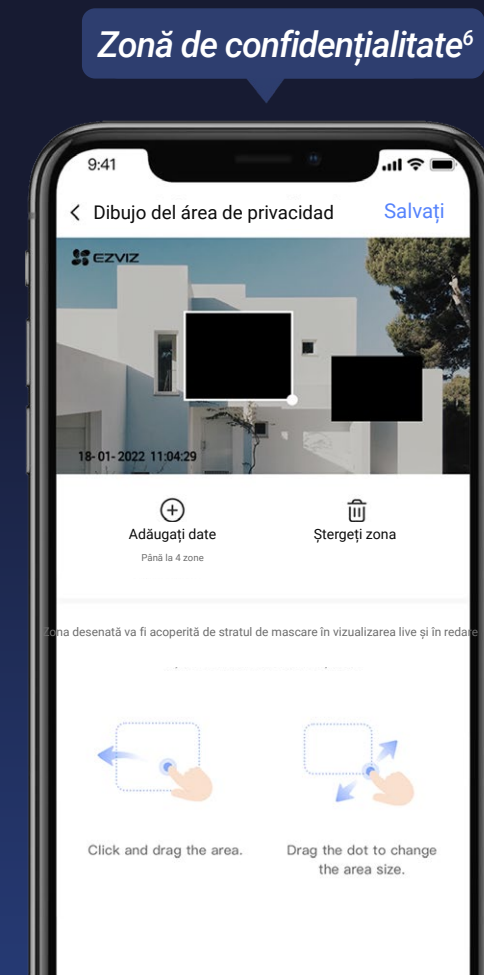 Zonă de confidențialitate6
9:41
Dibujo del área de privacidad
Salvați
EZVIZ
18-01-2022 11:04:29
Adăugați date
Ștergeți zona
Până la 4 zone
Zona desenată va fi acoperită de stratul de mascare în vizualizarea live și în redare
Click and drag the area.
Drag the dot to change
the area size.